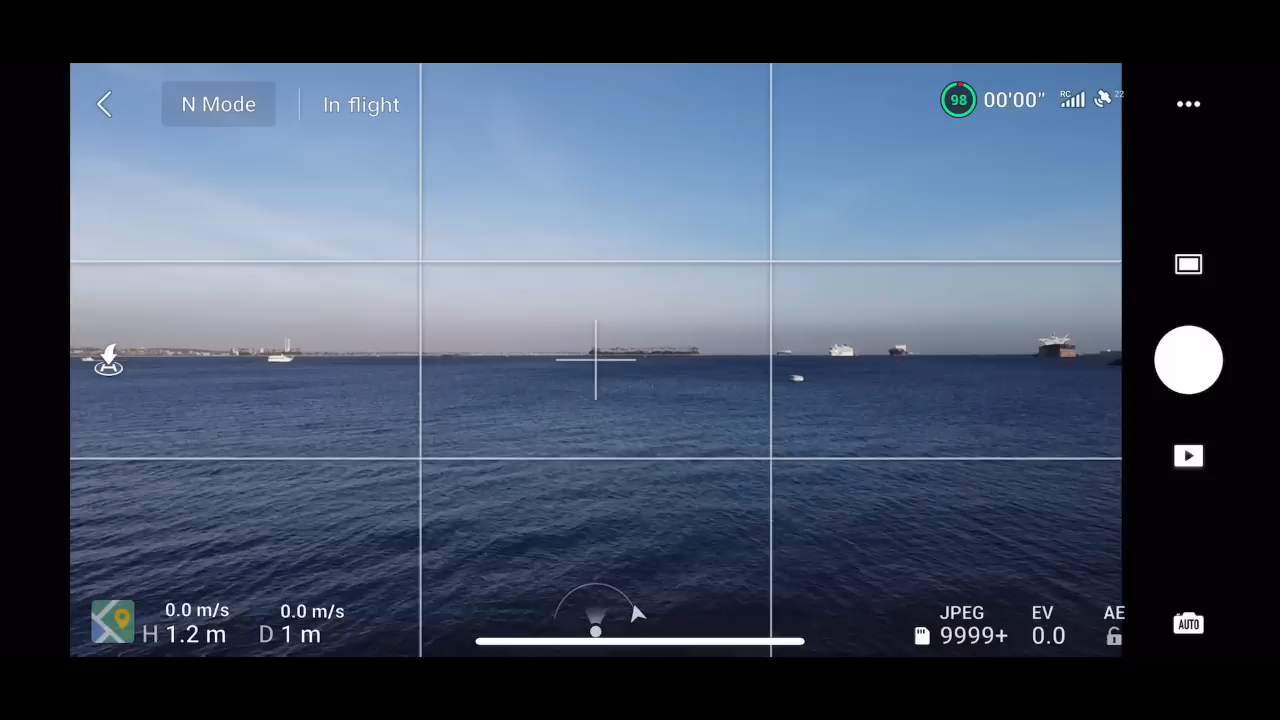 N Mode In flight 98 00'00" RC 22
0.0 m/s 0.0 m/s JPEG EV AE
H 1.2 m D 1 m 9999+ 0.0 AUTO